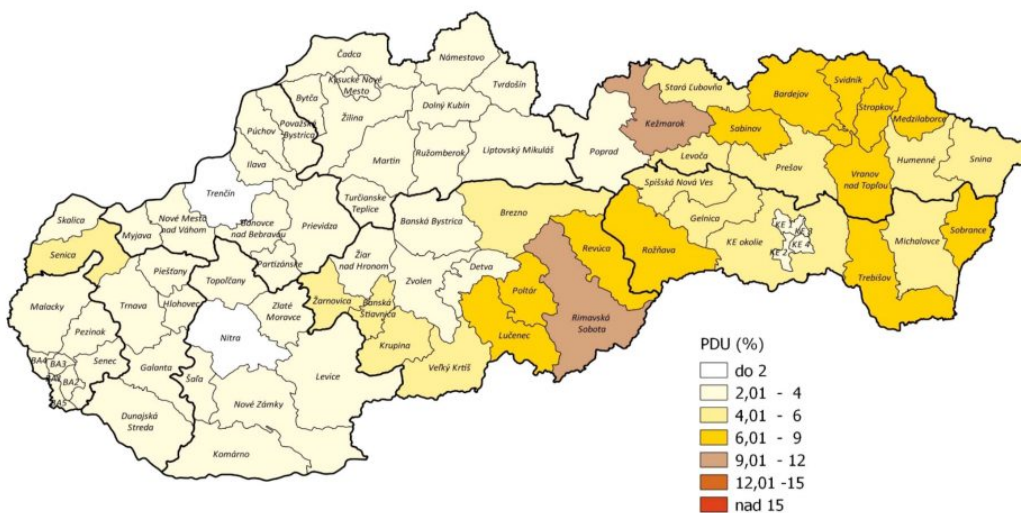 Čadca
Námestovo
Kysucké Nové
Mesto
Tvrdošín
Bytča
Dolný Kubín
Žilina
Púchov
Považská
Bystrica
Ilava
Martin
Ružomberok
Liptovský Mikuláš
Poprad
Stará Ľubovňa
Kežmarok
Sabinov
Levoča
Prešov
Bardejov
Svidník
Stropkov
Medzilaborce
Humenné
Snina
Vranov
nad Topľou
Trenčín
Turčianske
Teplice
Prievidza
Bánovce
nad Bebravou
Partizánske
Banská Bystrica
Brezno
Spišská Nová Ves
Gelnica
Rožňava
Revúca
KE okolie
KE 1
KE 3
KE 4
KE 2
Michalovce
Sobrance
Trebišov
Skalica
Senica
Myjava
Nové Mesto
nad Váhom
Piešťany
Topoľčany
Žiar
nad Hronom
Zvolen
Detva
Poltár
Lučenec
Rimavská
Sobota
Malacky
Trnava
Hlohovec
Zlaté
Moravce
Žarnovica
Banská
Štiavnica
Krupina
Veľký Krtíš
Pezinok
Senec
Nitra
Levice
Galanta
Šaľa
Nové Zámky
Dunajská
Streda
Komárno
BA4
BA3
BA2
BA5
PDU (%)
do 2
2,01 - 4
4,01 - 6
6,01 - 9
9,01 - 12
12,01 -15
nad 15